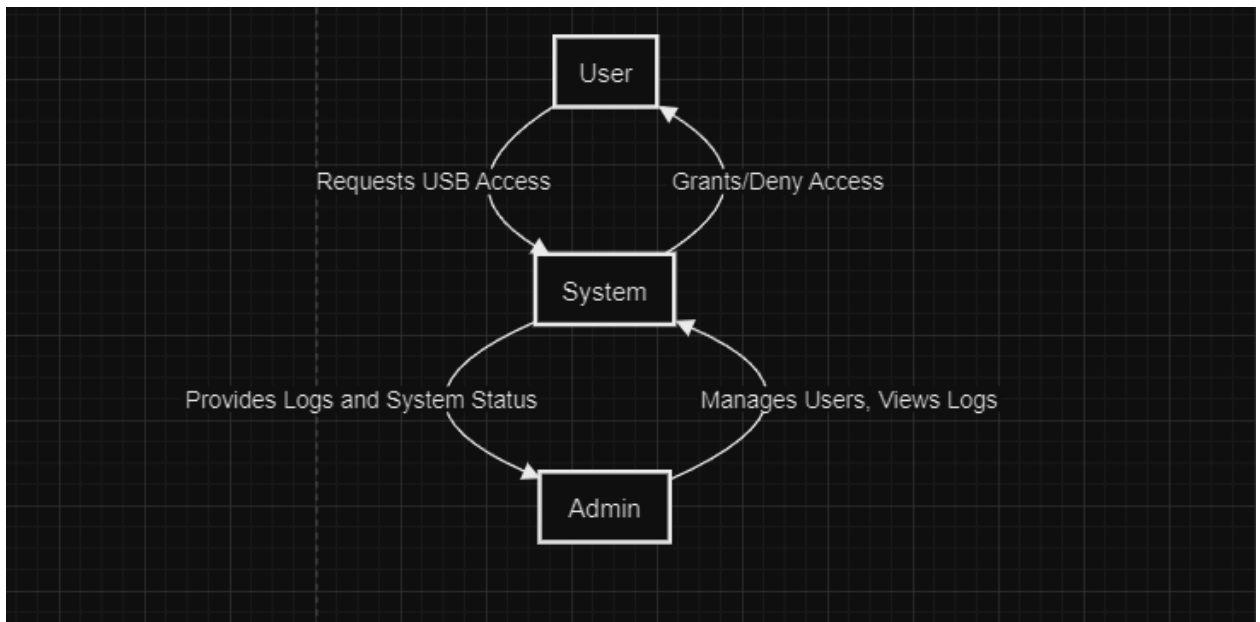 User
Requests USB Access
Grants/Deny Access
System
Provides Logs and System Status
Manages Users, Views Logs
Admin